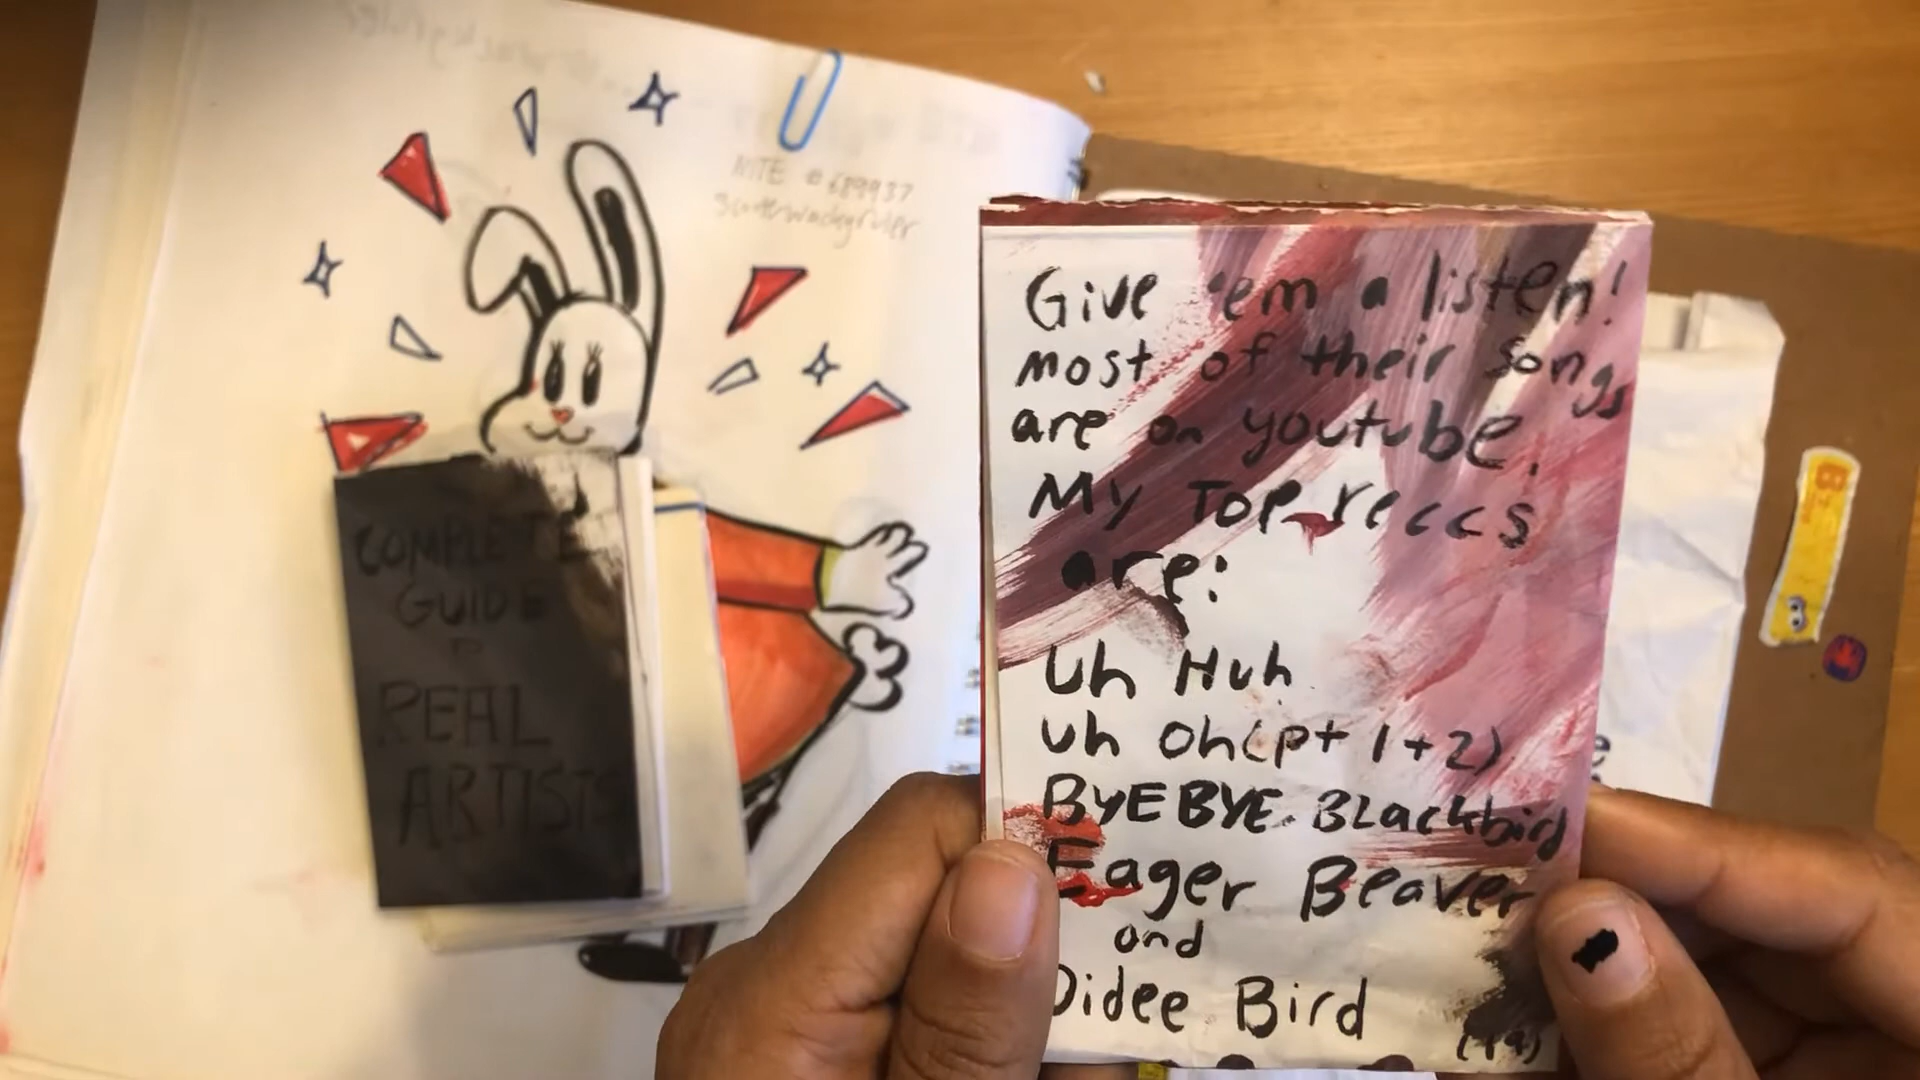 Give 'em a listen!
most of their songs
are on youtube.
My Top reccs
are:
Uh Huh
Uh Oh (pt 1+2)
BYE BYE Blackbird
Eager Beaver
and
Didee Bird
COMPLETE
GUIDE
REAL
ARTISTS